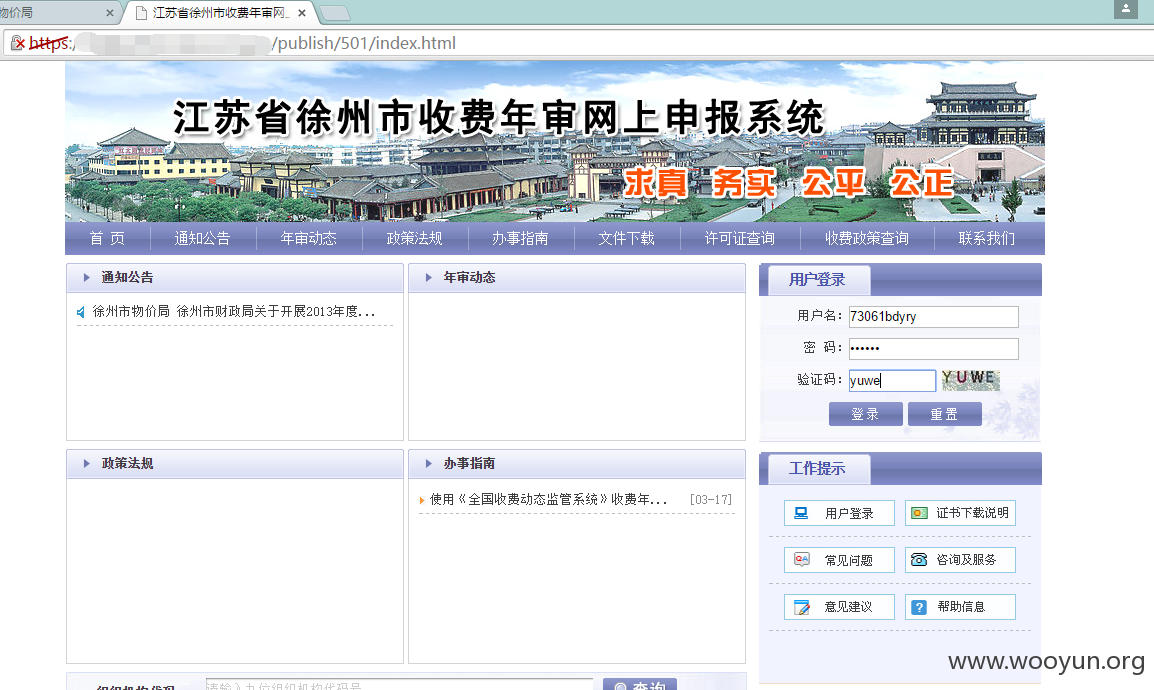 物价局
江苏省徐州市收费年审网
https:/ /publish/501/index.html
江苏省徐州市收费年审网上申报系统
求真 务实 公平 公正
首 页 通知公告 年审动态 政策法规 办事指南 文件下载 许可证查询 收费政策查询 联系我们
通知公告
徐州市物价局 徐州市财政局关于开展2013年度...
年审动态
用户登录
用户名: 73061bdyry
密 码: ••••••
验证码: yuwe YUWE
登 录 重 置
政策法规
办事指南
使用《全国收费动态监管系统》收费年... [03-17]
工作提示
用户登录 证书下载说明
常见问题 咨询及服务
意见建议 帮助信息
组织机构代码 请输入九位组织机构代码号 查询
www.wooyun.org